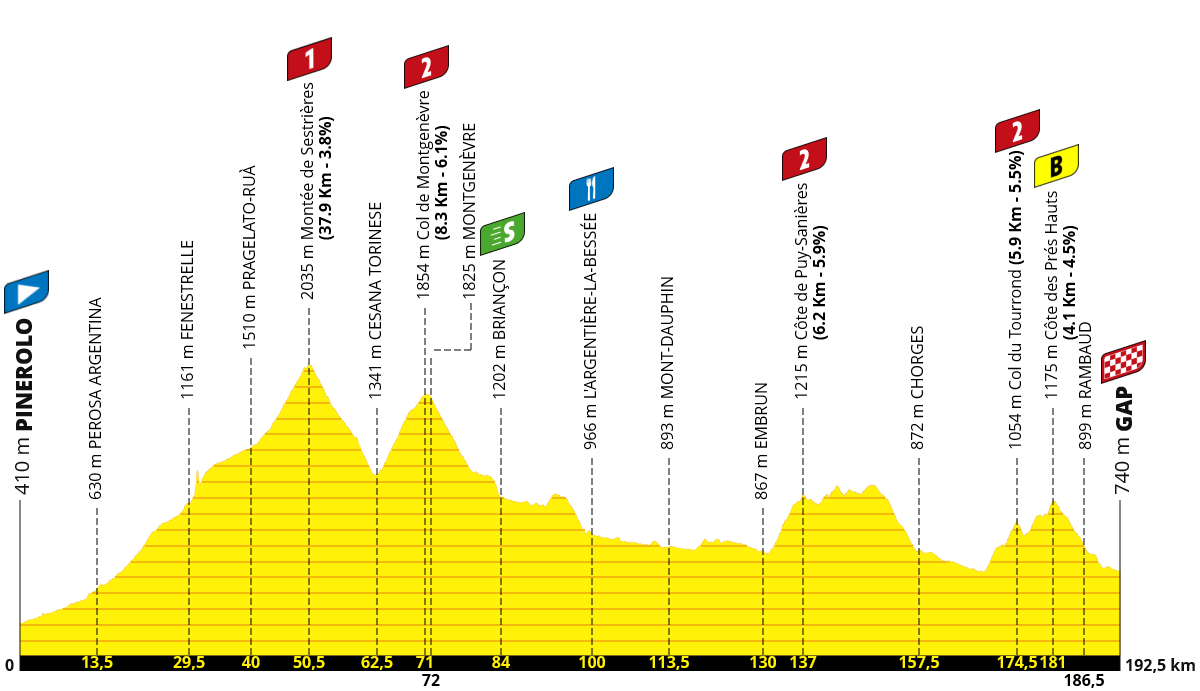 410 m PINEROLO
630 m PEROSA ARGENTINA
1161 m FENESTRELLE
1510 m PRAGELATO-RUÀ
1
2035 m Montée de Sestrières
(37.9 Km - 3.8%)
1341 m CESANA TORINESE
2
1854 m Col de Montgenèvre
(8.3 Km - 6.1%)
1825 m MONTGENÈVRE
S
1202 m BRIANÇON
966 m L'ARGENTIÈRE-LA-BESSÉE
893 m MONT-DAUPHIN
867 m EMBRUN
2
1215 m Côte de Puy-Sanières
(6.2 Km - 5.9%)
872 m CHORGES
2
1054 m Col du Tourrond (5.9 Km - 5.5%)
B
1175 m Côte des Prés Hauts
(4.1 Km - 4.5%)
899 m RAMBAUD
740 m GAP
0 13,5 29,5 40 50,5 62,5 71 84 100 113,5 130 137 157,5 174,5 181 192,5 km
72 186,5